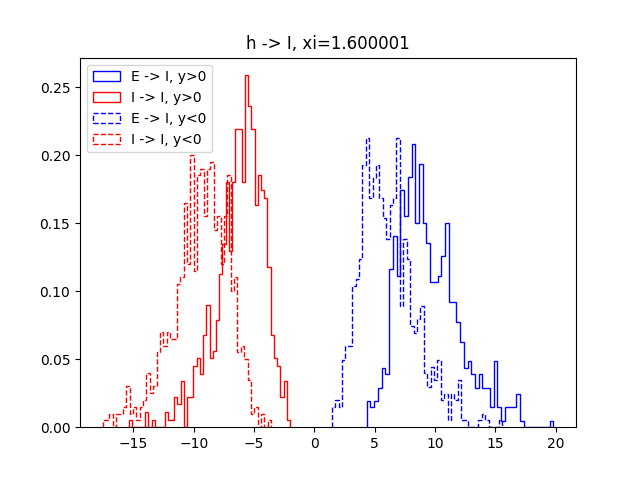 h -> I, xi=1.600001
E -> I, y>0
I -> I, y>0
E -> I, y<0
I -> I, y<0
0.25
0.20
0.15
0.10
0.05
0.00
−15 −10 −5 0 5 10 15 20